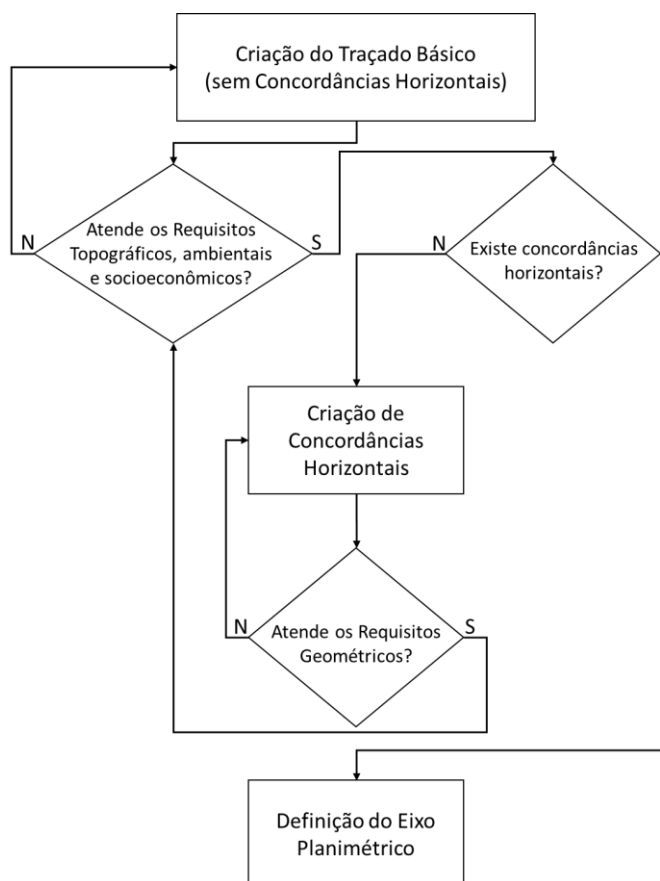 Criação do Traçado Básico
(sem Concordâncias Horizontais)
N
Atende os Requisitos
Topográficos, ambientais
e socioeconômicos?
S
N
Existe concordâncias
horizontais?
Criação de
Concordâncias
Horizontais
N
Atende os Requisitos
Geométricos?
S
Definição do Eixo
Planimétrico